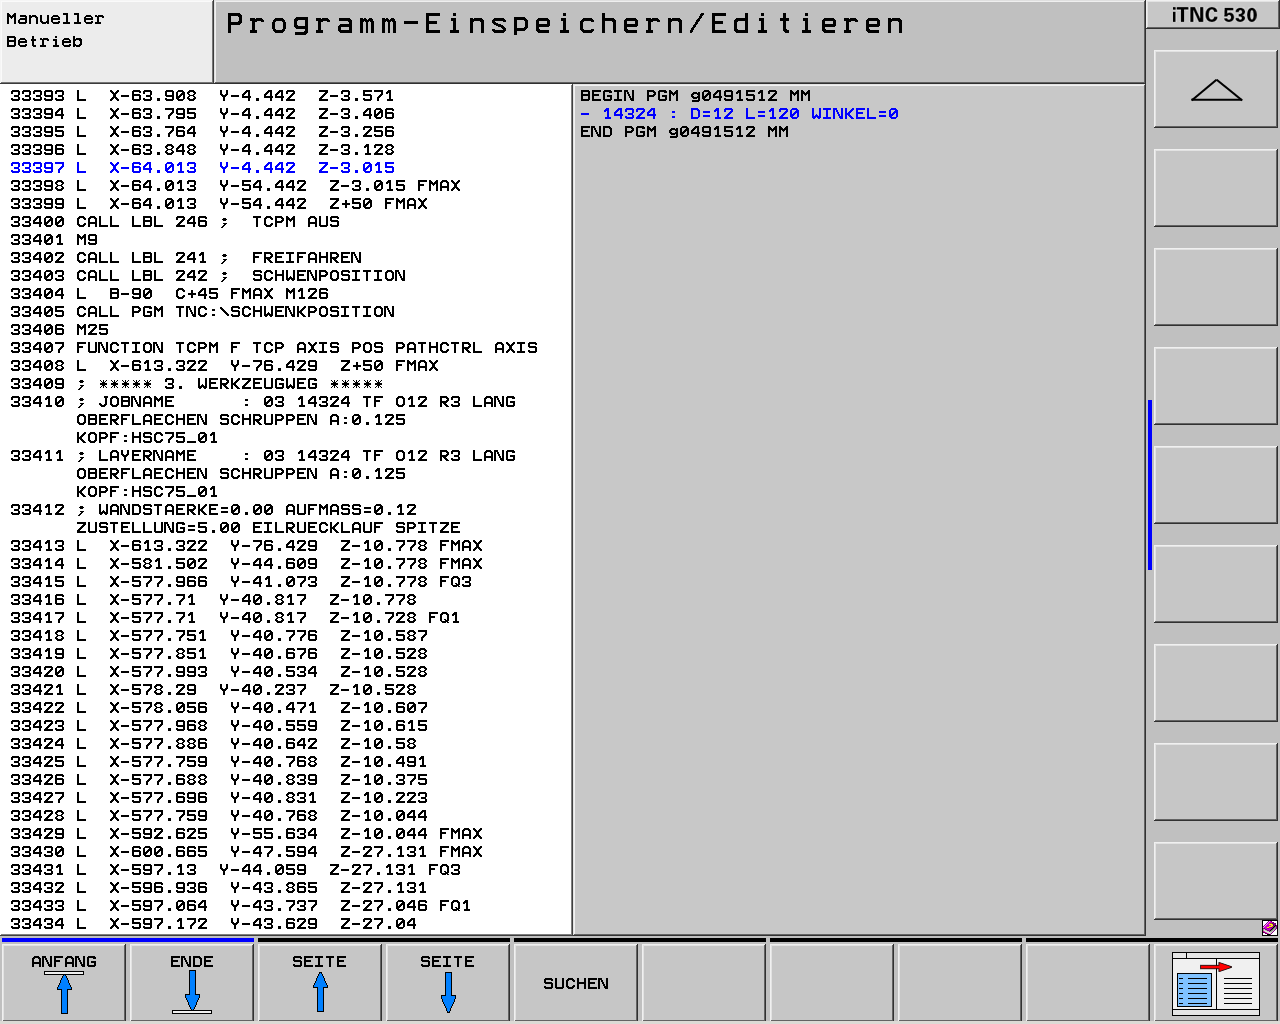 Manueller
Betrieb
Programm-Einspeichern/Editieren
iTNC 530
33393 L  X-63.908  Y-4.442  Z-3.571
33394 L  X-63.795  Y-4.442  Z-3.406
33395 L  X-63.764  Y-4.442  Z-3.256
33396 L  X-63.848  Y-4.442  Z-3.128
33397 L  X-64.013  Y-4.442  Z-3.015
33398 L  X-64.013  Y-54.442  Z-3.015 FMAX
33399 L  X-64.013  Y-54.442  Z+50 FMAX
33400 CALL LBL 246 ;  TCPM AUS
33401 M9
33402 CALL LBL 241 ;  FREIFAHREN
33403 CALL LBL 242 ;  SCHWENPOSITION
33404 L  B-90  C+45 FMAX M126
33405 CALL PGM TNC:\SCHWENKPOSITION
33406 M25
33407 FUNCTION TCPM F TCP AXIS POS PATHCTRL AXIS
33408 L  X-613.322  Y-76.429  Z+50 FMAX
33409 ; ***** 3. WERKZEUGWEG *****
33410 ; JOBNAME      : 03 14324 TF O12 R3 LANG
OBERFLAECHEN SCHRUPPEN A:0.125
KOPF:HSC75_01
33411 ; LAYERNAME    : 03 14324 TF O12 R3 LANG
OBERFLAECHEN SCHRUPPEN A:0.125
KOPF:HSC75_01
33412 ; WANDSTAERKE=0.00 AUFMASS=0.12
ZUSTELLUNG=5.00 EILRUECKLAUF SPITZE
33413 L  X-613.322  Y-76.429  Z-10.778 FMAX
33414 L  X-581.502  Y-44.609  Z-10.778 FMAX
33415 L  X-577.966  Y-41.073  Z-10.778 FQ3
33416 L  X-577.71  Y-40.817  Z-10.778
33417 L  X-577.71  Y-40.817  Z-10.728 FQ1
33418 L  X-577.751  Y-40.776  Z-10.587
33419 L  X-577.851  Y-40.676  Z-10.528
33420 L  X-577.993  Y-40.534  Z-10.528
33421 L  X-578.29  Y-40.237  Z-10.528
33422 L  X-578.056  Y-40.471  Z-10.607
33423 L  X-577.968  Y-40.559  Z-10.615
33424 L  X-577.886  Y-40.642  Z-10.58
33425 L  X-577.759  Y-40.768  Z-10.491
33426 L  X-577.688  Y-40.839  Z-10.375
33427 L  X-577.696  Y-40.831  Z-10.223
33428 L  X-577.759  Y-40.768  Z-10.044
33429 L  X-592.625  Y-55.634  Z-10.044 FMAX
33430 L  X-600.665  Y-47.594  Z-27.131 FMAX
33431 L  X-597.13  Y-44.059  Z-27.131 FQ3
33432 L  X-596.936  Y-43.865  Z-27.131
33433 L  X-597.064  Y-43.737  Z-27.046 FQ1
33434 L  X-597.172  Y-43.629  Z-27.04
BEGIN PGM g0491512 MM
- 14324 : D=12 L=120 WINKEL=0
END PGM g0491512 MM
ANFANG
ENDE
SEITE
SEITE
SUCHEN